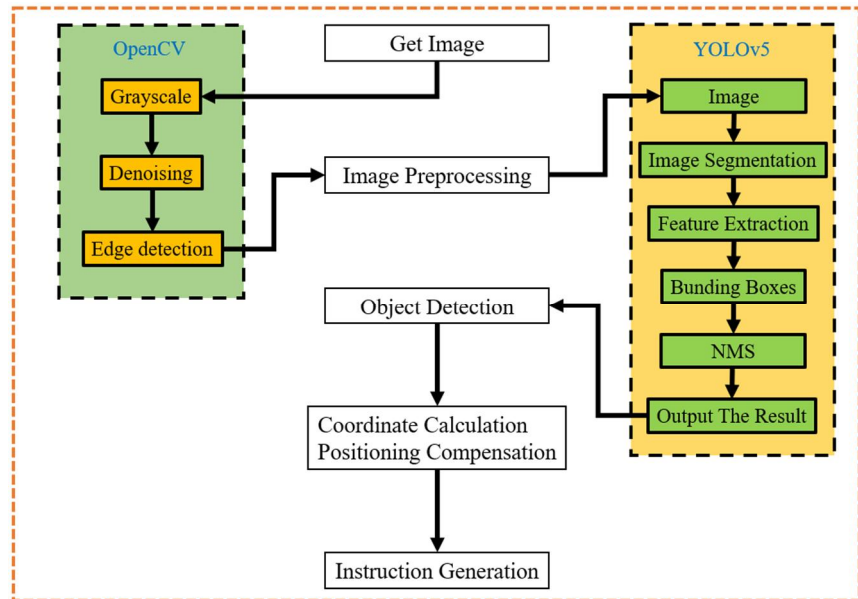 OpenCV
Grayscale
Denoising
Edge detection
Get Image
Image Preprocessing
Object Detection
Coordinate Calculation
Positioning Compensation
Instruction Generation
YOLOv5
Image
Image Segmentation
Feature Extraction
Bunding Boxes
NMS
Output The Result